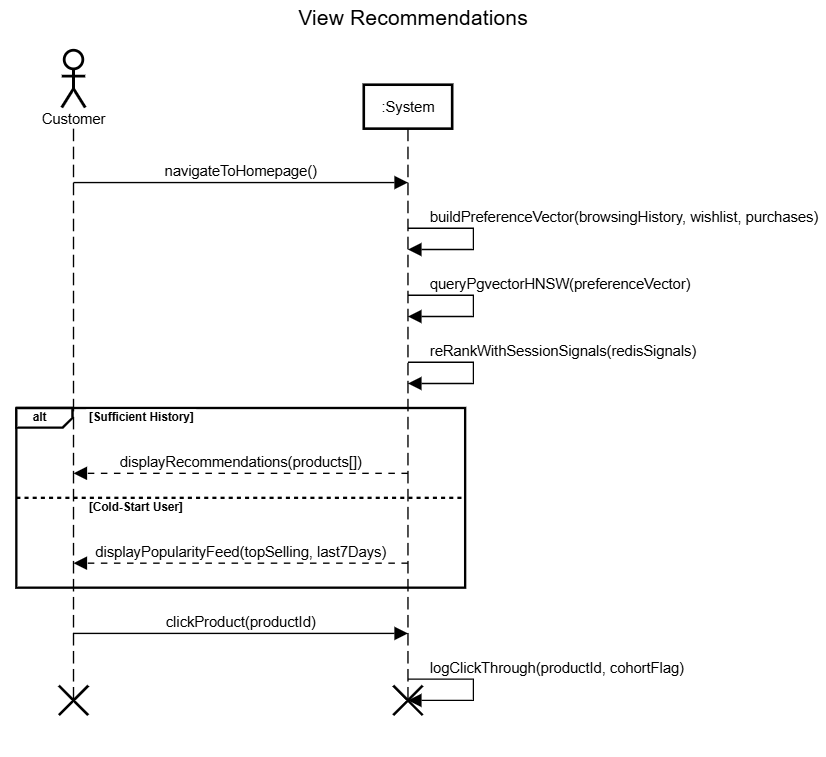 View Recommendations
Customer
:System
navigateToHomepage()
buildPreferenceVector(browsingHistory, wishlist, purchases)
queryPgvectorHNSW(preferenceVector)
reRankWithSessionSignals(redisSignals)
alt
[Sufficient History]
displayRecommendations(products[])
[Cold-Start User]
displayPopularityFeed(topSelling, last7Days)
clickProduct(productId)
logClickThrough(productId, cohortFlag)